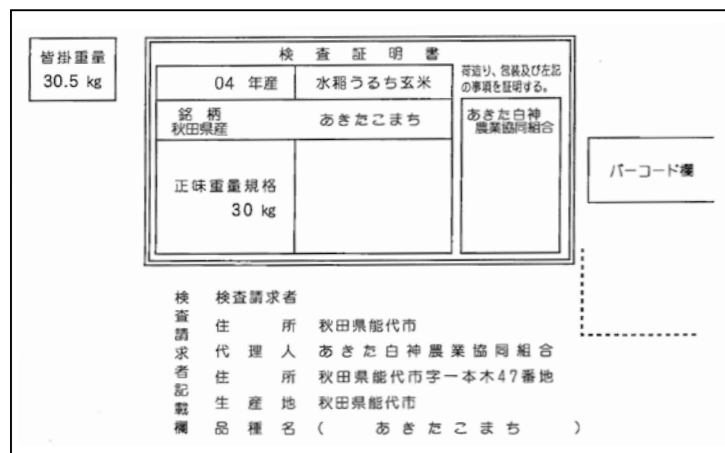 皆掛重量
30.5 kg
検査証明書
04 年産
水稲うるち玄米
荷造り、包装及び左記
の事項を証明する。
銘柄
秋田県産
あきたこまち
あきた白神
農業協同組合
正味重量規格
30 kg
バーコード欄
検査請求者記載欄
検査請求者
住所 秋田県能代市
代理人 あきた白神農業協同組合
住所 秋田県能代市字一本木47番地
生産地 秋田県能代市
品種名 ( あきたこまち )